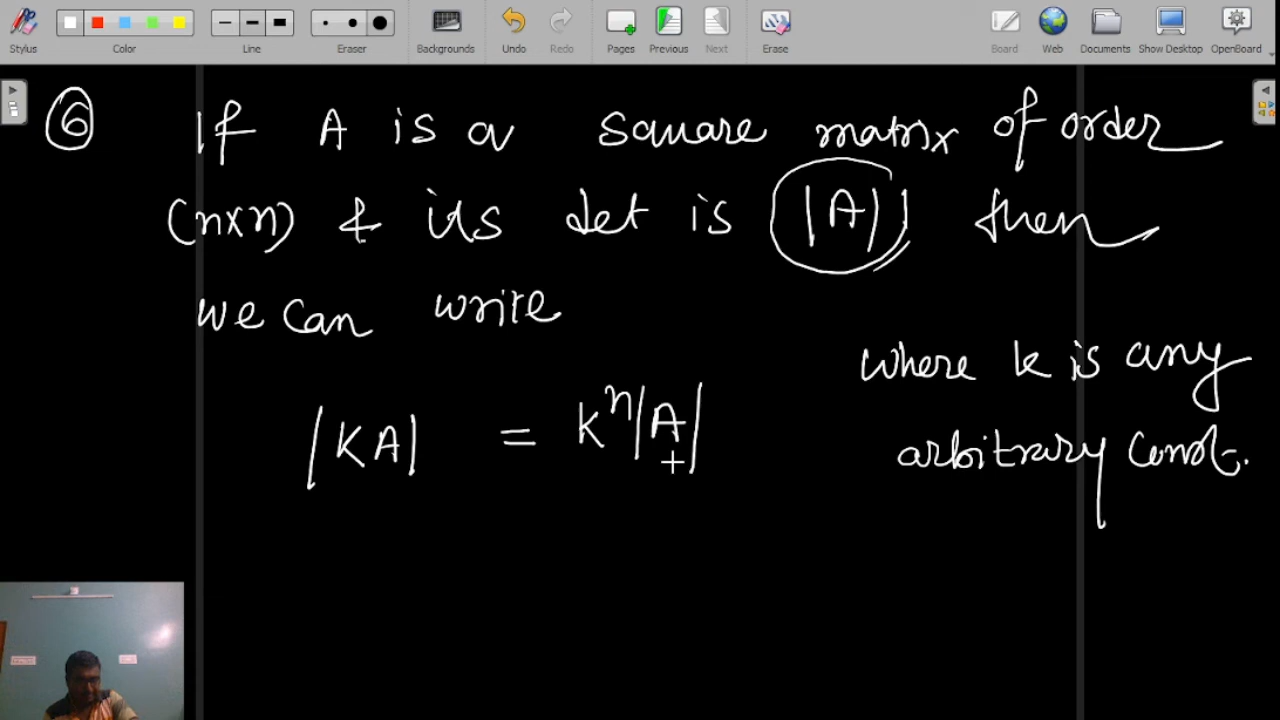 Stylus
Color
Line
Eraser
Backgrounds
Undo
Redo
Pages
Previous
Next
Erase
Board
Web
Documents
Show Desktop
OpenBoard
⑥ If A is a square matrix of order
(n×n) & its det is |A| then
we can write
where k is any
|KA| = K^n|A|
arbitrary const.